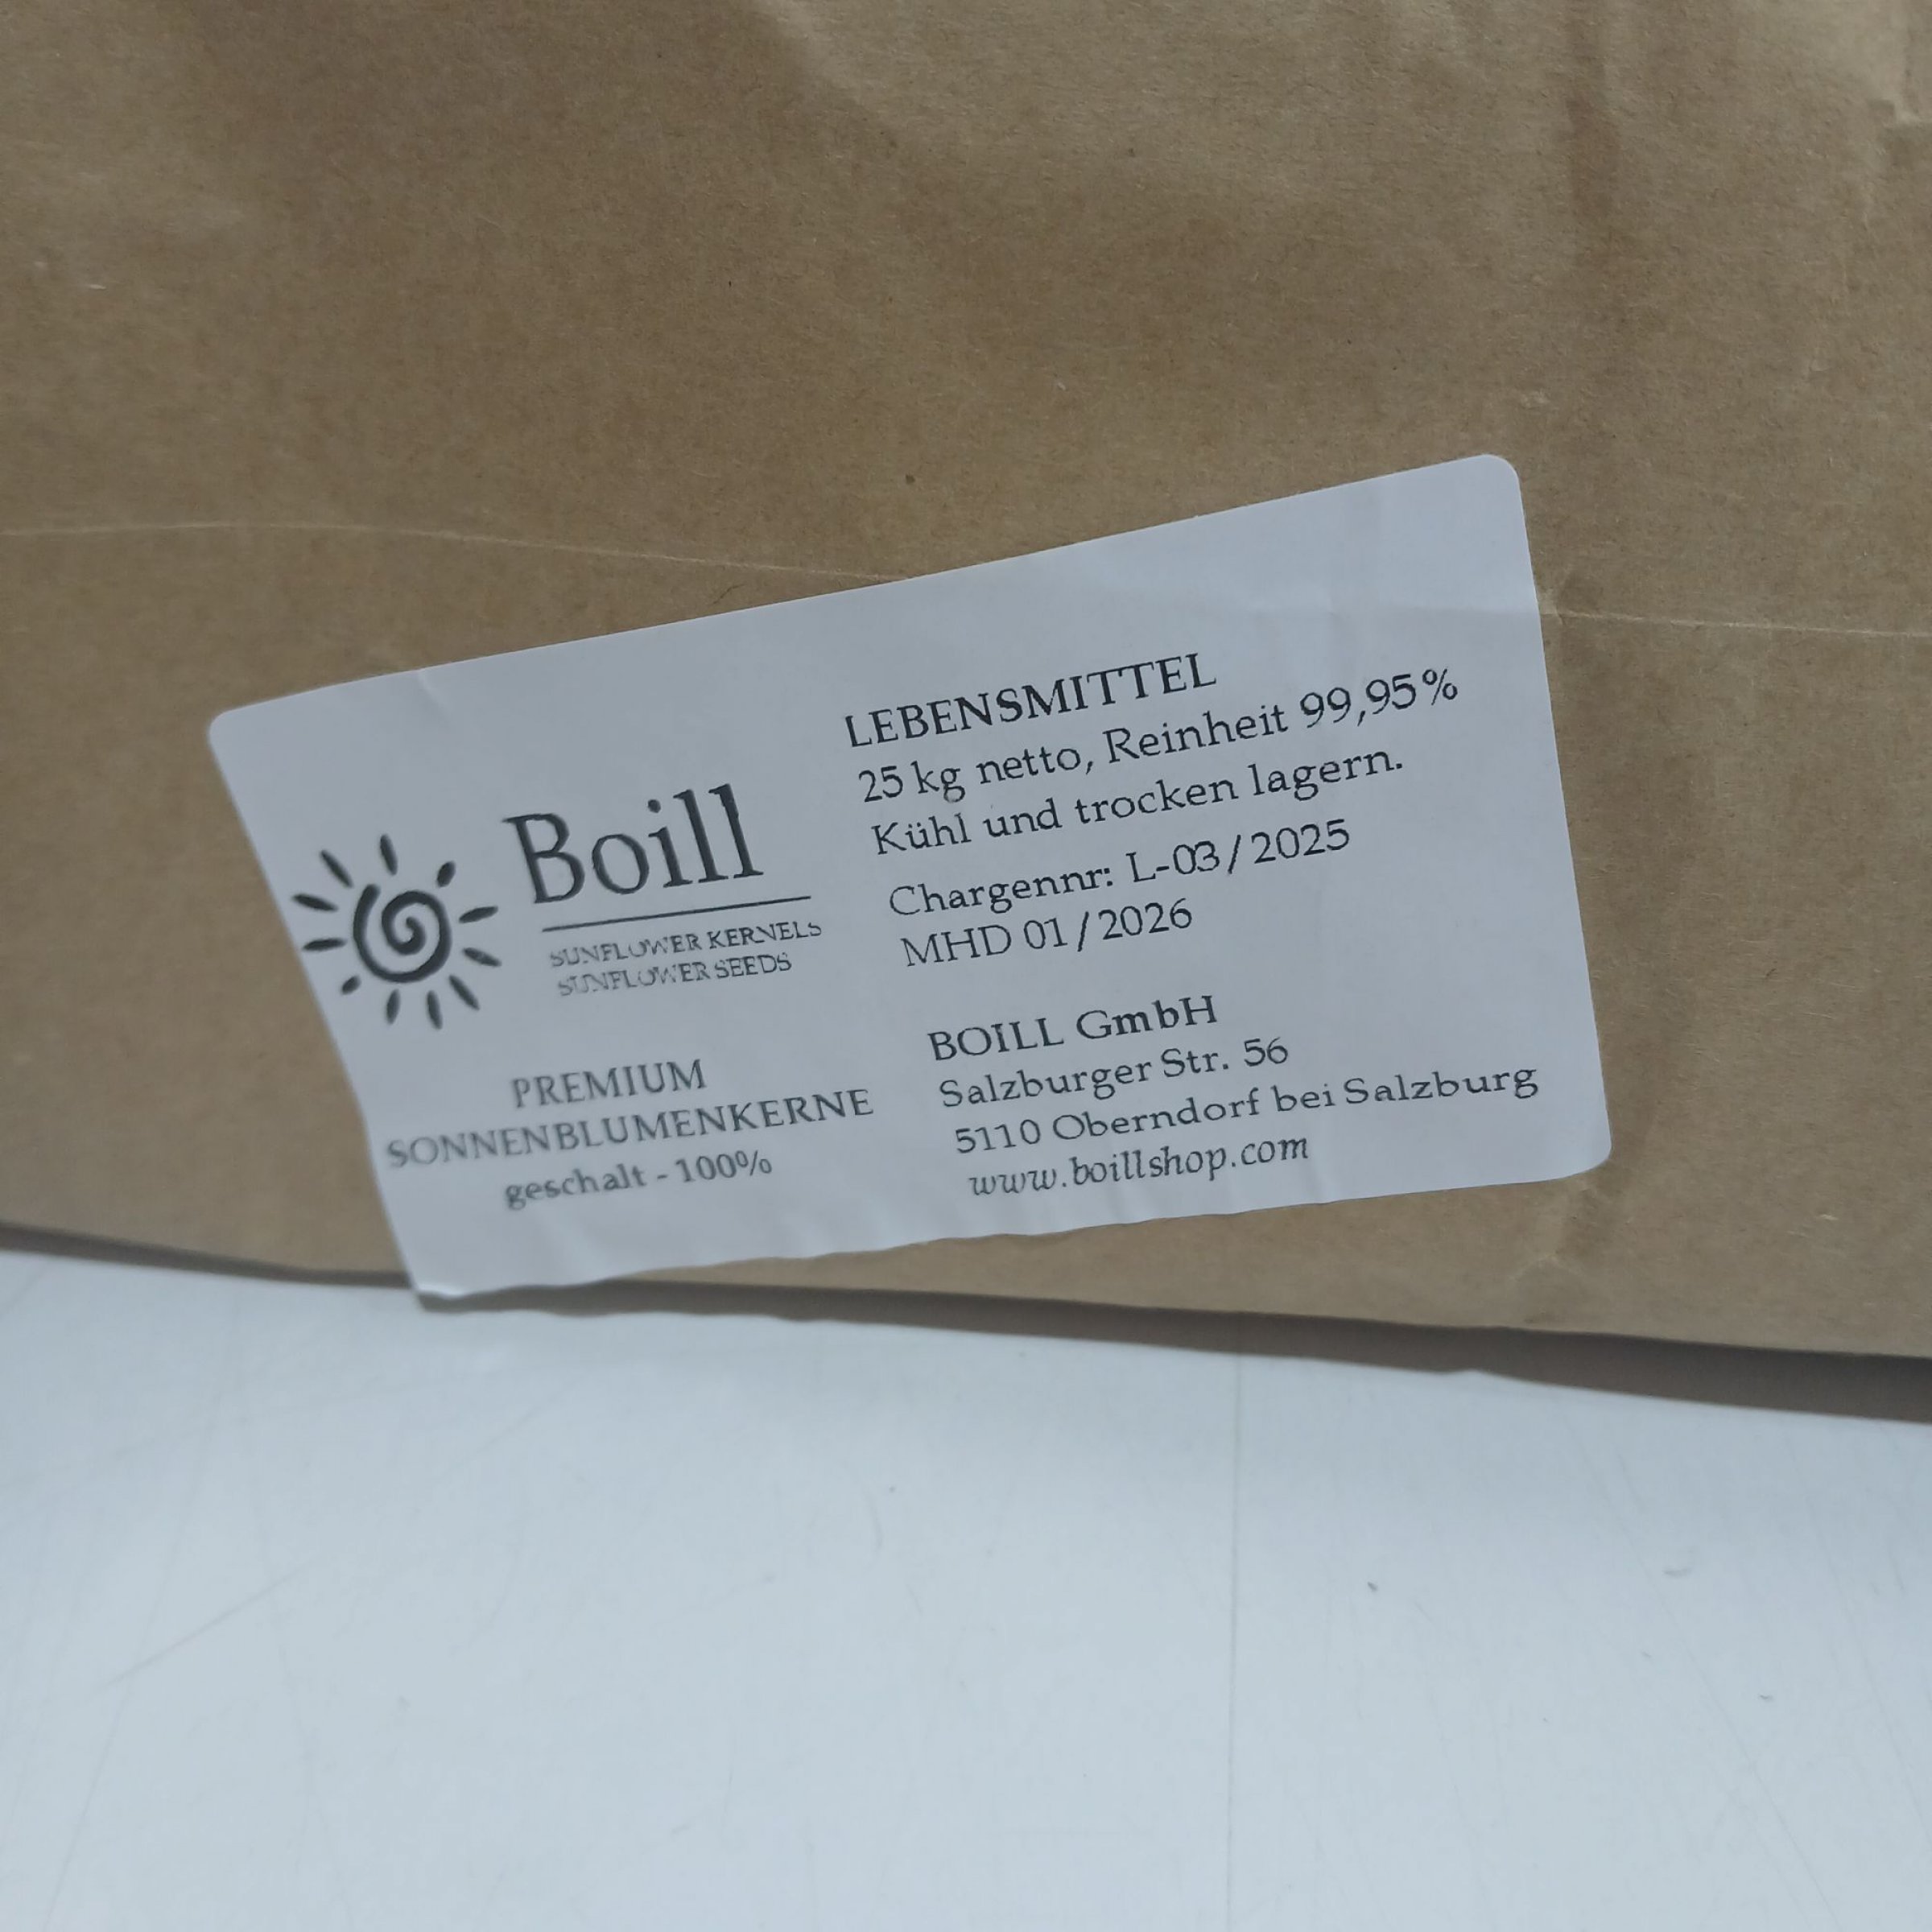 Boill
SUNFLOWER KERNELS
SUNFLOWER SEEDS
PREMIUM
SONNENBLUMENKERNE
geschalt - 100%
LEBENSMITTEL
25 kg netto, Reinheit 99,95%
Kühl und trocken lagern.
Chargennr: L-03/2025
MHD 01/2026
BOILL GmbH
Salzburger Str. 56
5110 Oberndorf bei Salzburg
www.boillshop.com